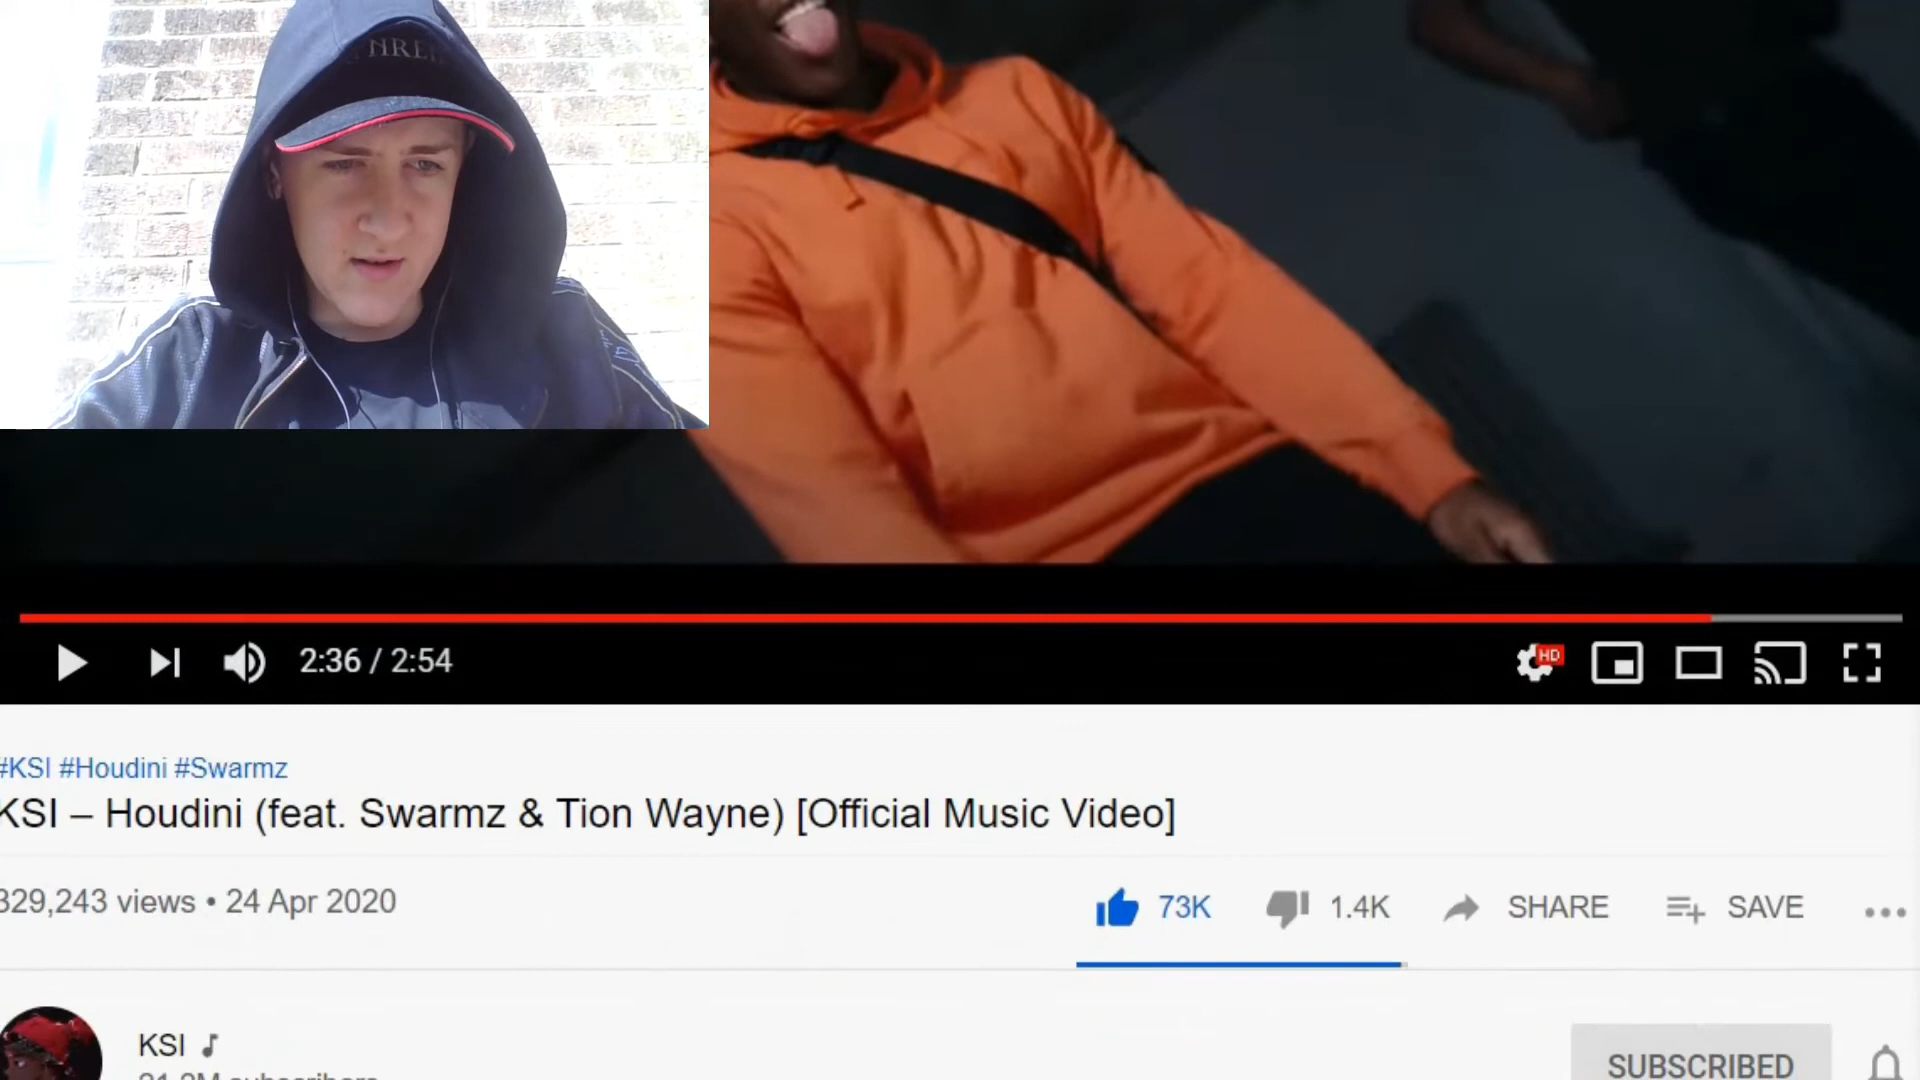 2:36 / 2:54
HD
#KSI #Houdini #Swarmz
KSI – Houdini (feat. Swarmz & Tion Wayne) [Official Music Video]
329,243 views • 24 Apr 2020
73K 1.4K SHARE SAVE
KSI
SUBSCRIBED